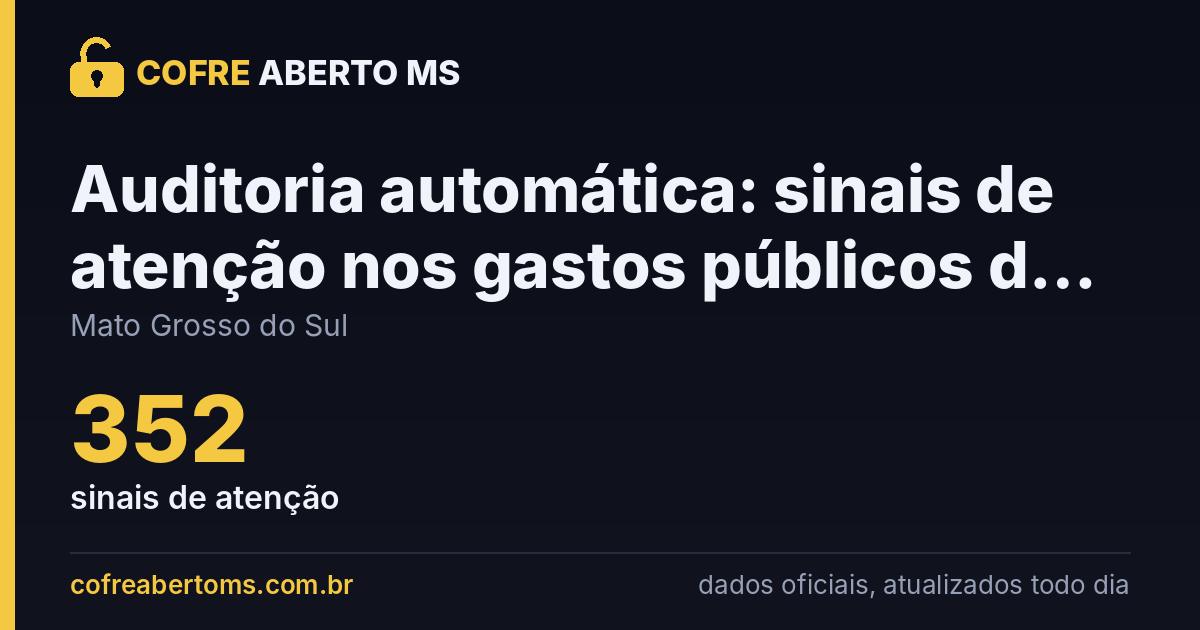 COFRE ABERTO MS
Auditoria automática: sinais de
atenção nos gastos públicos d...
Mato Grosso do Sul
352
sinais de atenção
cofreabertoms.com.br
dados oficiais, atualizados todo dia